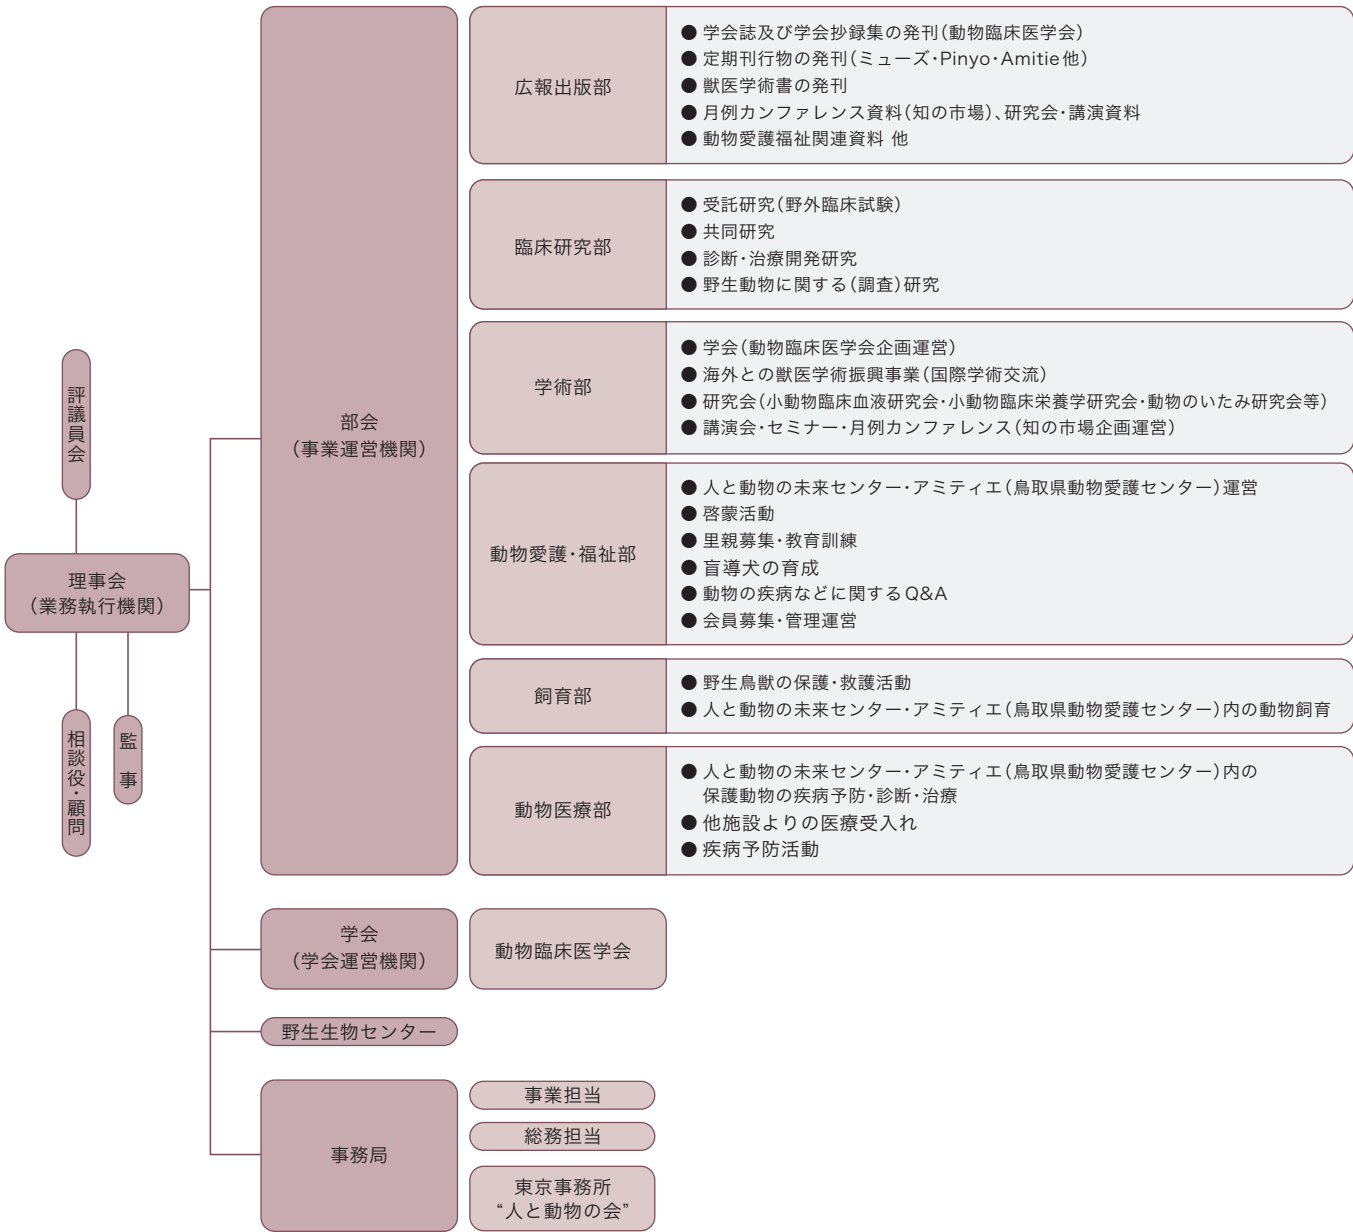 評議員会
理事会
（業務執行機関）
相談役・顧問
監事
部会
（事業運営機関）
広報出版部
● 学会誌及び学会抄録集の発刊（動物臨床医学会）
● 定期刊行物の発刊（ミューズ・Pinyo・Amitie他）
● 獣医学術書の発刊
● 月例カンファレンス資料（知の市場）、研究会・講演資料
● 動物愛護福祉関連資料 他
臨床研究部
● 受託研究（野外臨床試験）
● 共同研究
● 診断・治療開発研究
● 野生動物に関する（調査）研究
学術部
● 学会（動物臨床医学会企画運営）
● 海外との獣医学術振興事業（国際学術交流）
● 研究会（小動物臨床血液研究会・小動物臨床栄養学研究会・動物のいたみ研究会等）
● 講演会・セミナー・月例カンファレンス（知の市場企画運営）
動物愛護・福祉部
● 人と動物の未来センター・アミティエ（鳥取県動物愛護センター）運営
● 啓蒙活動
● 里親募集・教育訓練
● 盲導犬の育成
● 動物の疾病などに関するQ&A
● 会員募集・管理運営
飼育部
● 野生鳥獣の保護・救護活動
● 人と動物の未来センター・アミティエ（鳥取県動物愛護センター）内の動物飼育
動物医療部
● 人と動物の未来センター・アミティエ（鳥取県動物愛護センター）内の
保護動物の疾病予防・診断・治療
● 他施設よりの医療受入れ
● 疾病予防活動
学会
（学会運営機関）
動物臨床医学会
野生生物センター
事務局
事業担当
総務担当
東京事務所
“人と動物の会”